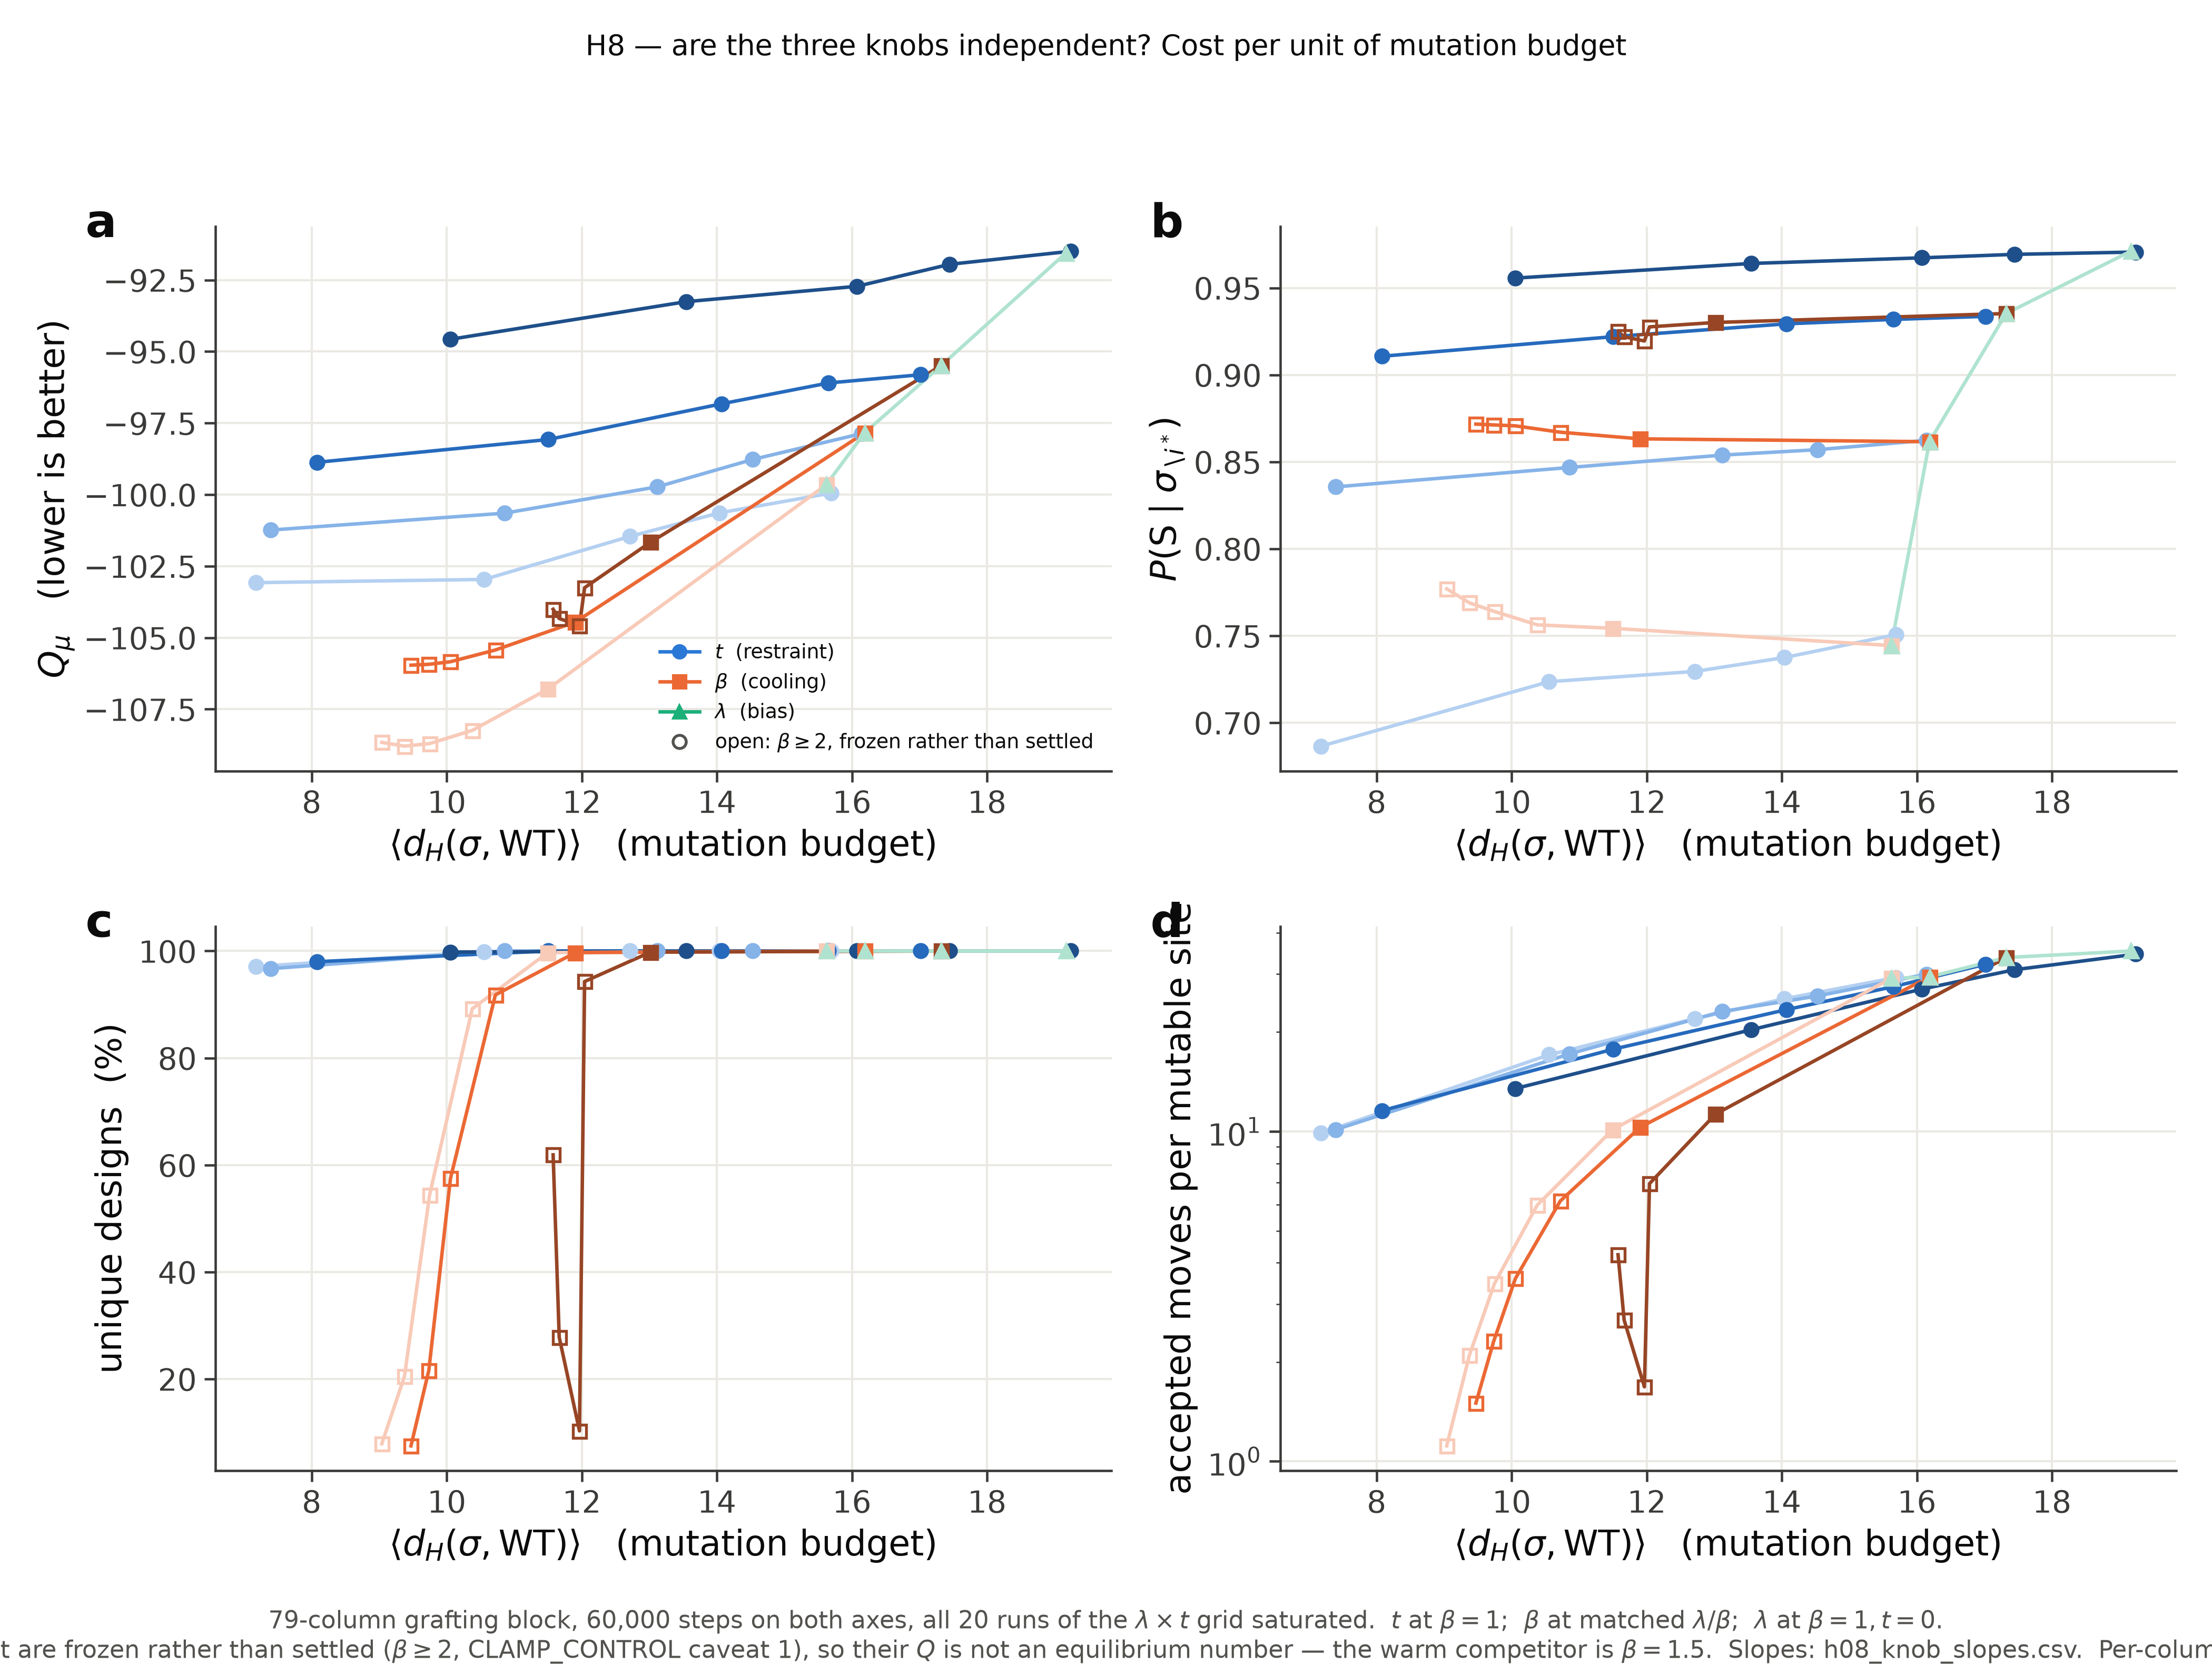 H8 — are the three knobs independent? Cost per unit of mutation budget
a
−92.5
−95.0
−97.5
−100.0
−102.5
−105.0
−107.5
Qμ (lower is better)
t (restraint)
β (cooling)
λ (bias)
open: β ≥ 2, frozen rather than settled
8 10 12 14 16 18
⟨dH(σ, WT)⟩ (mutation budget)
b
0.95
0.90
0.85
0.80
0.75
0.70
P(S | σ\i*)
8 10 12 14 16 18
⟨dH(σ, WT)⟩ (mutation budget)
c
100
80
60
40
20
unique designs (%)
8 10 12 14 16 18
⟨dH(σ, WT)⟩ (mutation budget)
d
10¹
10⁰
accepted moves per mutable site
8 10 12 14 16 18
⟨dH(σ, WT)⟩ (mutation budget)
79-column grafting block, 60,000 steps on both axes, all 20 runs of the λ × t grid saturated. t at β = 1; β at matched λ/β; λ at β = 1, t = 0.
t are frozen rather than settled (β ≥ 2, CLAMP_CONTROL caveat 1), so their Q is not an equilibrium number — the warm competitor is β = 1.5. Slopes: h08_knob_slopes.csv. Per-colum